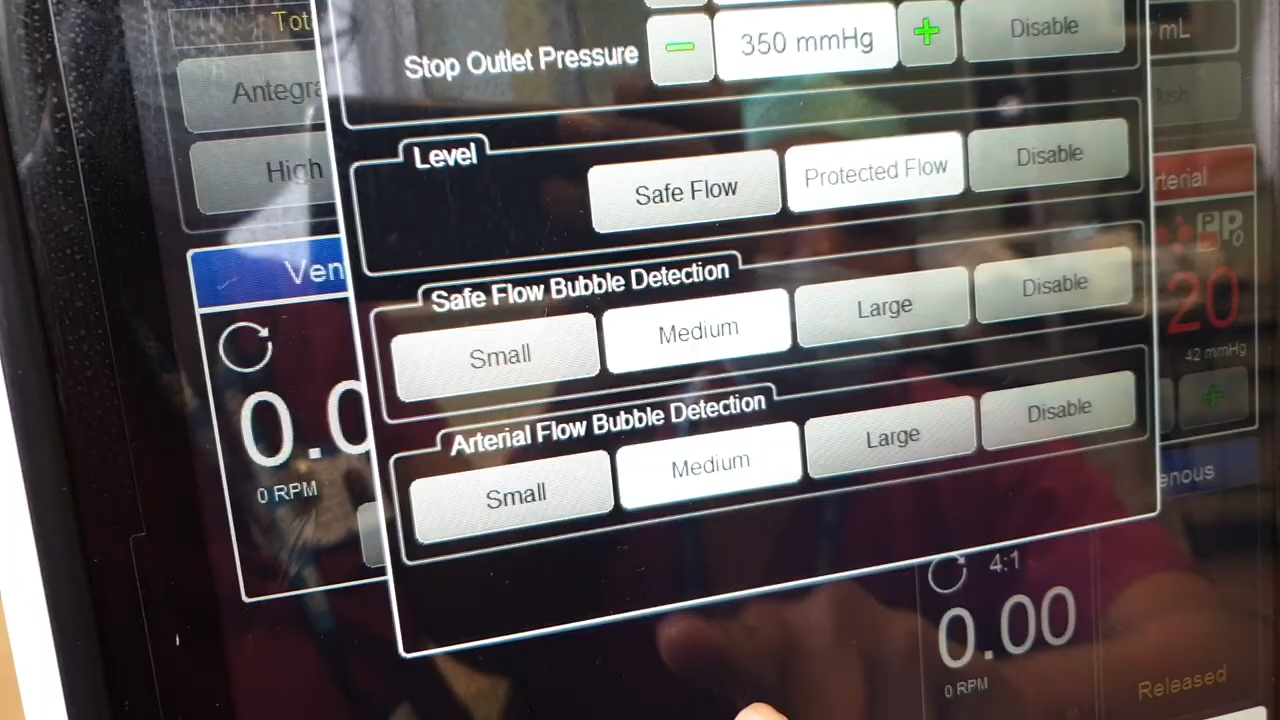 Tot
Stop Outlet Pressure 350 mmHg Disable
mL
Antegra
High
Level
Safe Flow Protected Flow Disable
Ven
Safe Flow Bubble Detection
Small Medium Large Disable
20
42 mmHg
0.0
0 RPM
Arterial Flow Bubble Detection
Small Medium Large Disable
enous
4:1
0.00
0 RPM
Released